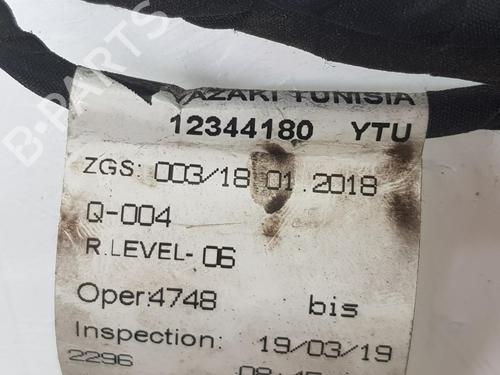 B-PARTS
AZAKI TUNISIA
12344180 YTU
ZGS: 003/18 01.2018
Q-004
R.LEVEL- 06
Oper:4748 bis
Inspection: 19/03/19
2296